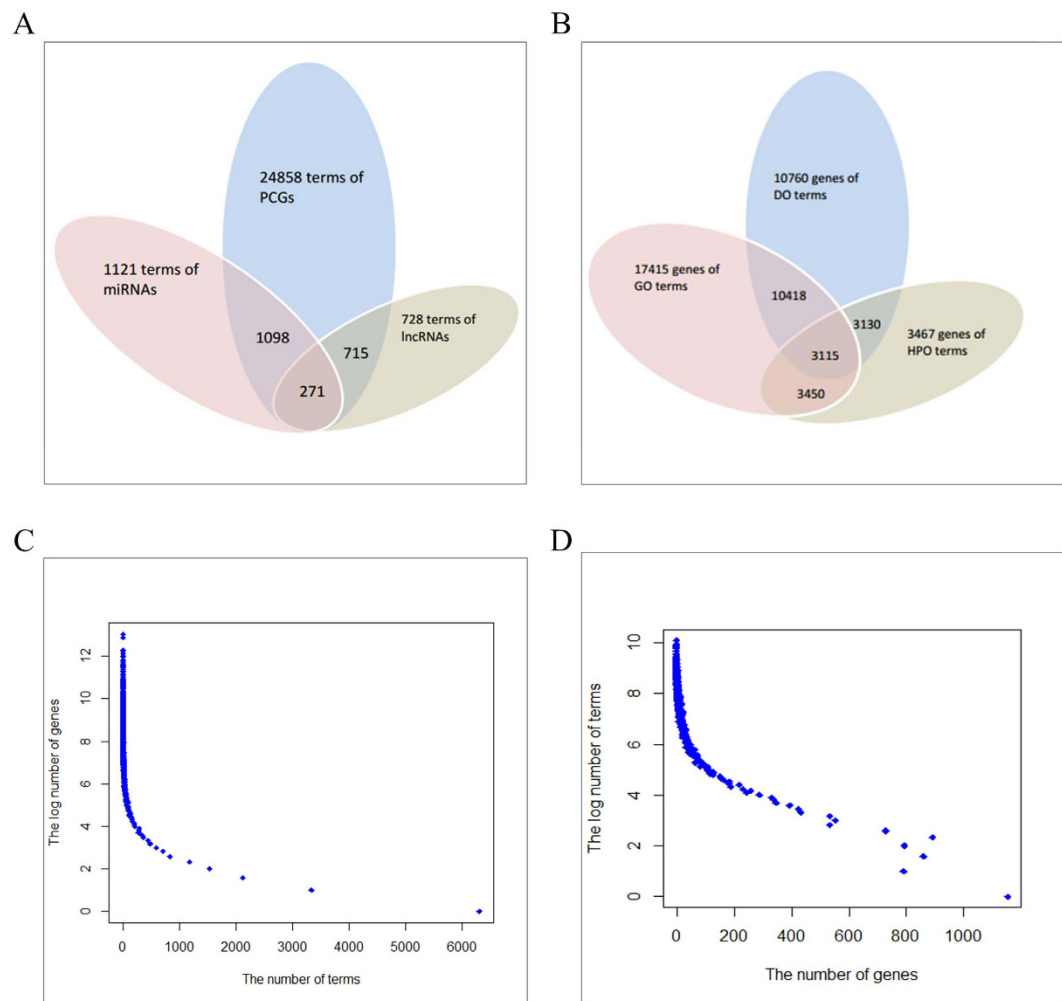 A
24858 terms of
PCGs
1121 terms of
miRNAs
728 terms of
lncRNAs
1098
715
271
B
10760 genes of
DO terms
17415 genes of
GO terms
10418
3130
3467 genes of
HPO terms
3115
3450
C
The log number of genes
12
10
8
6
4
2
0
0 1000 2000 3000 4000 5000 6000
The number of terms
D
The log number of terms
10
8
6
4
2
0
0 200 400 600 800 1000
The number of genes